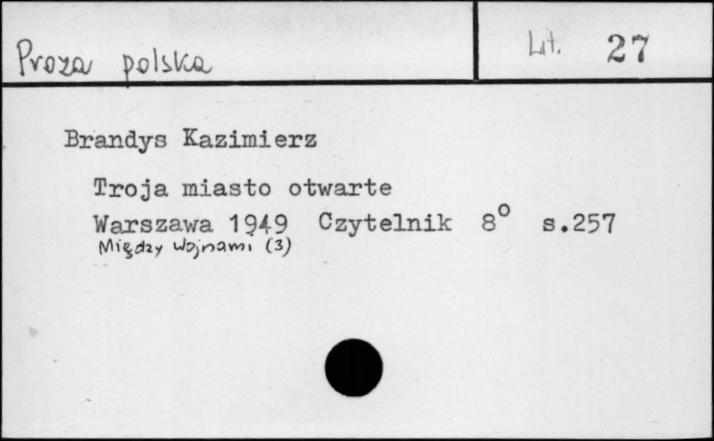 Proza polska
Lit. 27
Brandys Kazimierz
Troja miasto otwarte
Warszawa 1949 Czytelnik 8° s.257
Między wojnami (3)